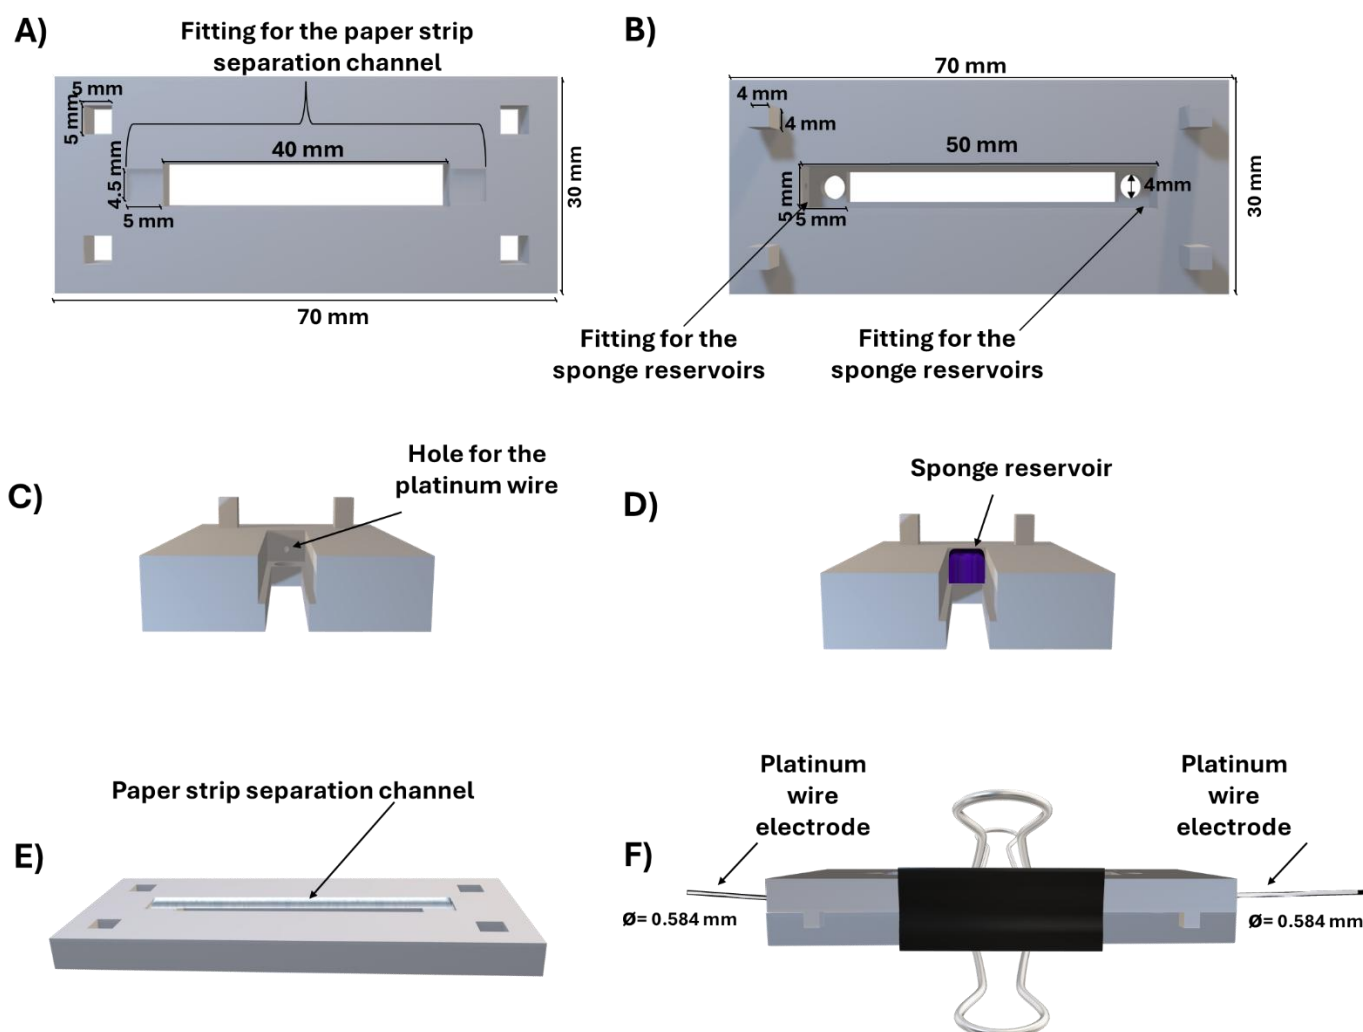 A)
Fitting for the paper strip
separation channel
5 mm
5 mm
40 mm
4.5 mm
5 mm
30 mm
70 mm
B)
70 mm
4 mm
4 mm
50 mm
5 mm
5 mm
4mm
30 mm
Fitting for the
sponge reservoirs
Fitting for the
sponge reservoirs
C)
Hole for the
platinum wire
D)
Sponge reservoir
E)
Paper strip separation channel
F)
Platinum
wire
electrode
Platinum
wire
electrode
Ø= 0.584 mm
Ø= 0.584 mm